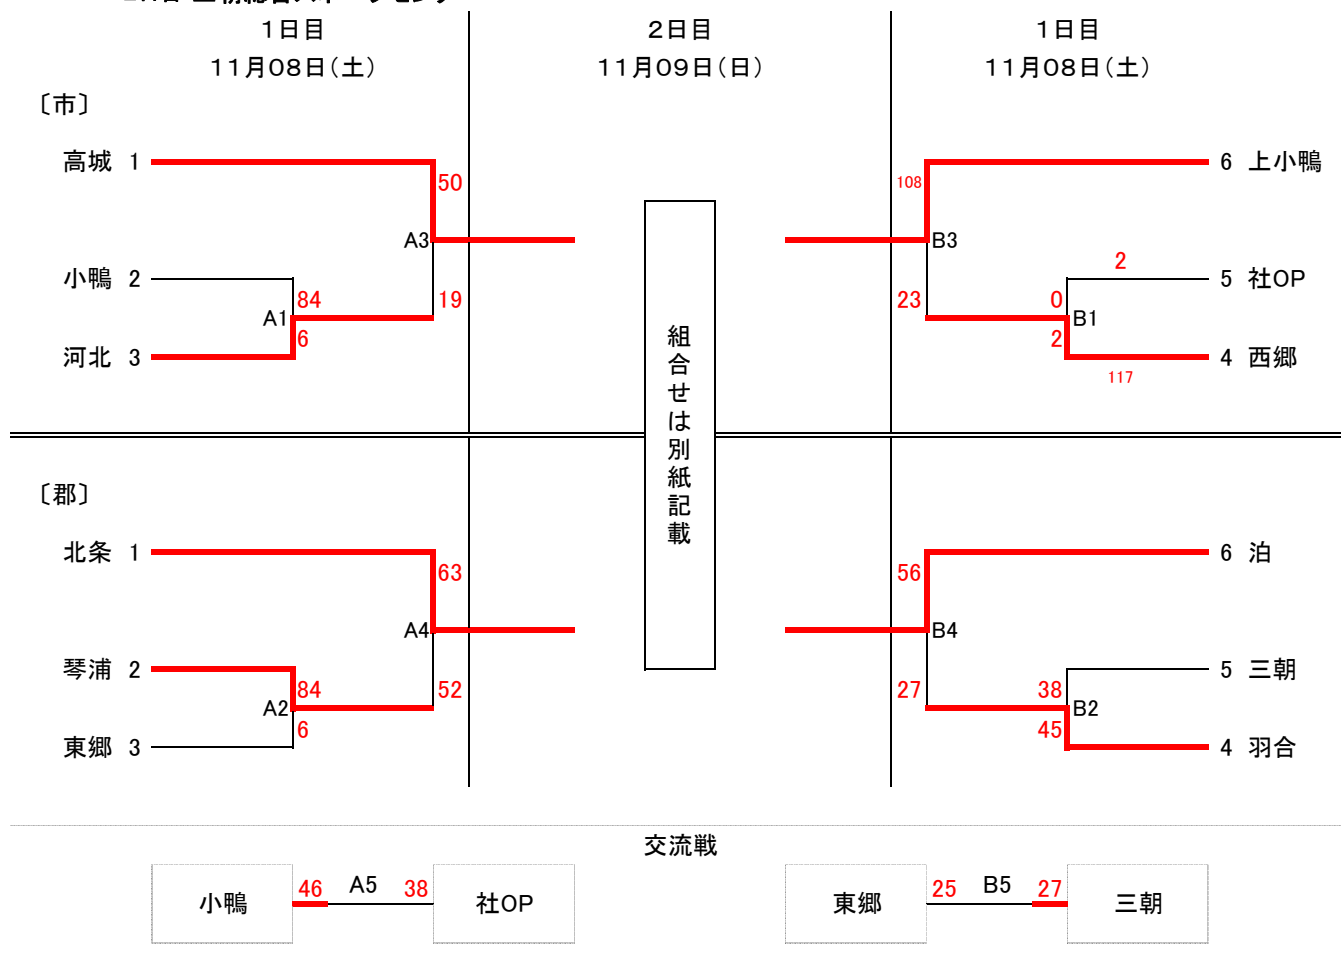 1日目 2日目 1日目
11月08日(土) 11月09日(日) 11月08日(土)
〔市〕
高城 1 50 108 6 上小鴨
A3 B3
小鴨 2 84 19 23 0 2 5 社OP
A1 B1
河北 3 6 2 117 4 西郷
組合せは別紙記載
〔郡〕
北条 1 63 56 6 泊
A4 B4
琴浦 2 84 52 27 38 5 三朝
A2 B2
東郷 3 6 45 4 羽合
交流戦
小鴨 46 A5 38 社OP 東郷 25 B5 27 三朝